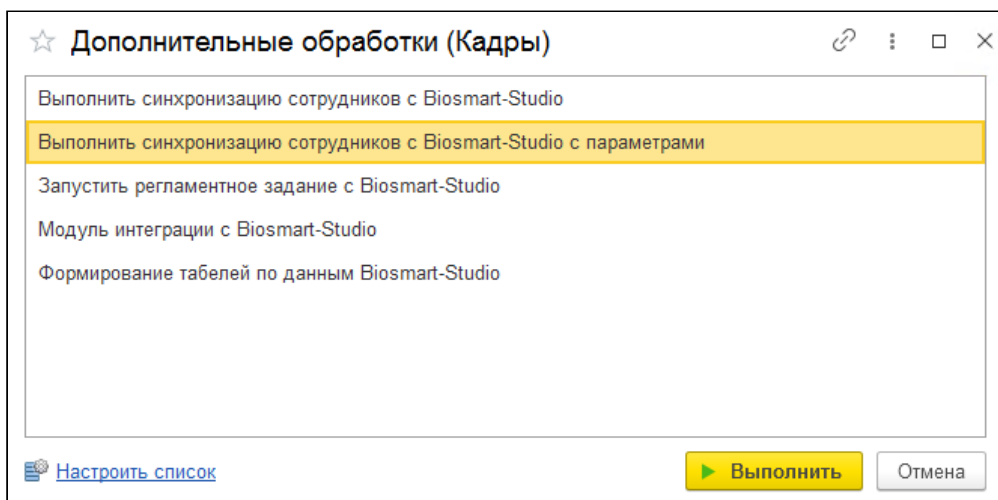 Дополнительные обработки (Кадры)
Выполнить синхронизацию сотрудников с Biosmart-Studio
Выполнить синхронизацию сотрудников с Biosmart-Studio с параметрами
Запустить регламентное задание с Biosmart-Studio
Модуль интеграции с Biosmart-Studio
Формирование табелей по данным Biosmart-Studio
Настроить список
Выполнить
Отмена